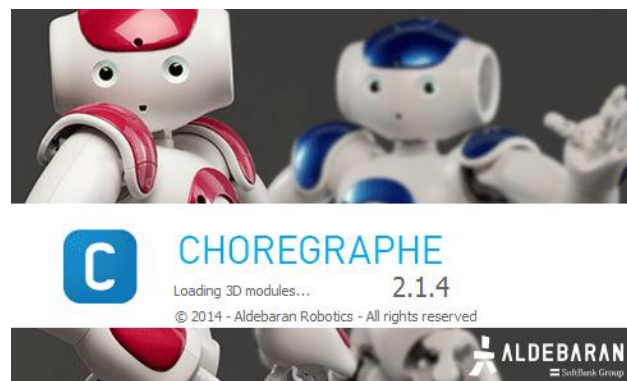 C
CHOREGRAPHE
Loading 3D modules...
2.1.4
© 2014 - Aldebaran Robotics - All rights reserved
ALDEBARAN
SoftBank Group